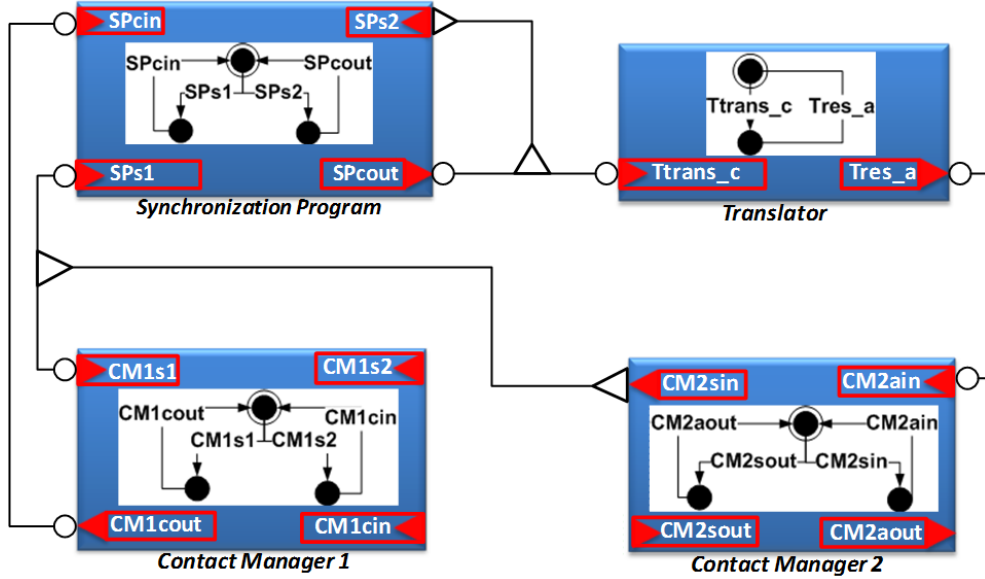 SPcin
SPs2
SPcin
SPcout
SPs1
SPs2
SPs1
SPcout
Synchronization Program
Ttrans_c
Tres_a
Ttrans_c
Tres_a
Translator
CM1s1
CM1s2
CM1cout
CM1cin
CM1s1
CM1s2
CM1cout
CM1cin
Contact Manager 1
CM2sin
CM2ain
CM2aout
CM2ain
CM2sout
CM2sin
CM2sout
CM2aout
Contact Manager 2